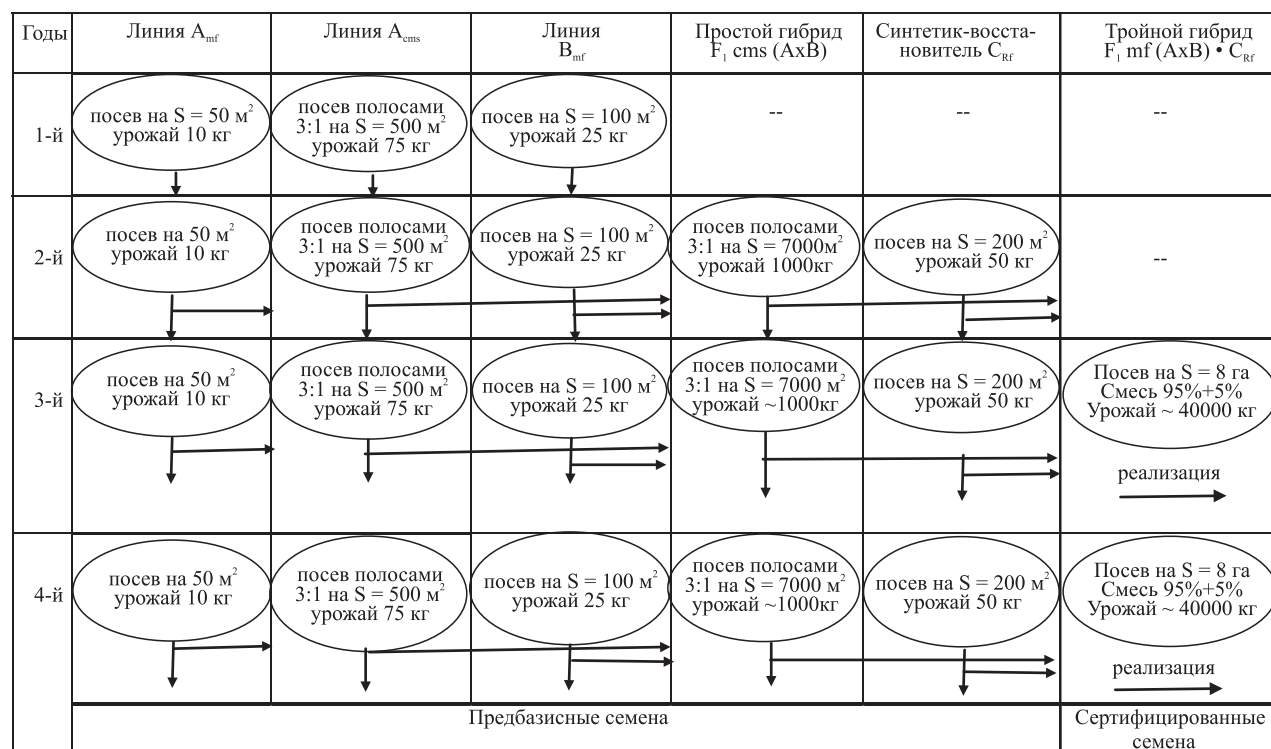 Годы
Линия A_mf
Линия A_cms
Линия
B_mf
Простой гибрид
F₁ cms (AxB)
Синтетик-восста-
новитель C_Rf
Тройной гибрид
F₁ mf (AxB) • C_Rf
1-й
посев на S = 50 м²
урожай 10 кг
посев полосами
3:1 на S = 500 м²
урожай 75 кг
посев на S = 100 м²
урожай 25 кг
--
--
--
2-й
посев на 50 м²
урожай 10 кг
посев полосами
3:1 на S = 500 м²
урожай 75 кг
посев на S = 100 м²
урожай 25 кг
посев полосами
3:1 на S = 7000м²
урожай 1000кг
посев на S = 200 м²
урожай 50 кг
--
3-й
посев на 50 м²
урожай 10 кг
посев полосами
3:1 на S = 500 м²
урожай 75 кг
посев на S = 100 м²
урожай 25 кг
посев полосами
3:1 на S = 7000 м²
урожай ~1000кг
посев на S = 200 м²
урожай 50 кг
Посев на S = 8 га
Смесь 95%+5%
Урожай ~ 40000 кг
реализация
4-й
посев на 50 м²
урожай 10 кг
посев полосами
3:1 на S = 500 м²
урожай 75 кг
посев на S = 100 м²
урожай 25 кг
посев полосами
3:1 на S = 7000 м²
урожай ~1000кг
посев на S = 200 м²
урожай 50 кг
Посев на S = 8 га
Смесь 95%+5%
Урожай ~ 40000 кг
реализация
Предбазисные семена
Сертифицированные
семена